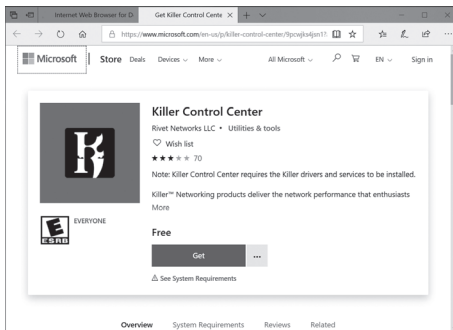 Internet Web Browser for D
Get Killer Control Cente
https://www.microsoft.com/en-us/p/killer-control-center/
Microsoft Store Deals Devices More All Microsoft EN Sign in
Killer Control Center
Rivet Networks LLC • Utilities & tools
Wish list
70
Note: Killer Control Center requires the Killer drivers and services to be installed.
Killer™ Networking products deliver the network performance that enthusiasts
More
EVERYONE
E
ESRB
Free
Get ...
See System Requirements
Overview System Requirements Reviews Related